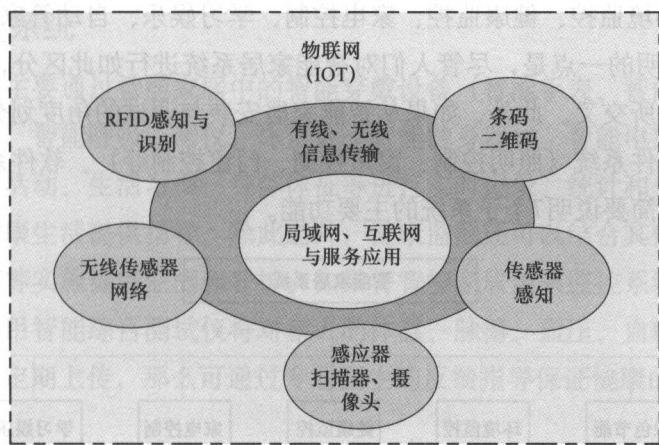 物联网
(IOT)
RFID感知与
识别
有线、无线
信息传输
条码
二维码
局域网、互联网
与服务应用
无线传感器
网络
传感器
感知
感应器
扫描器、摄
像头